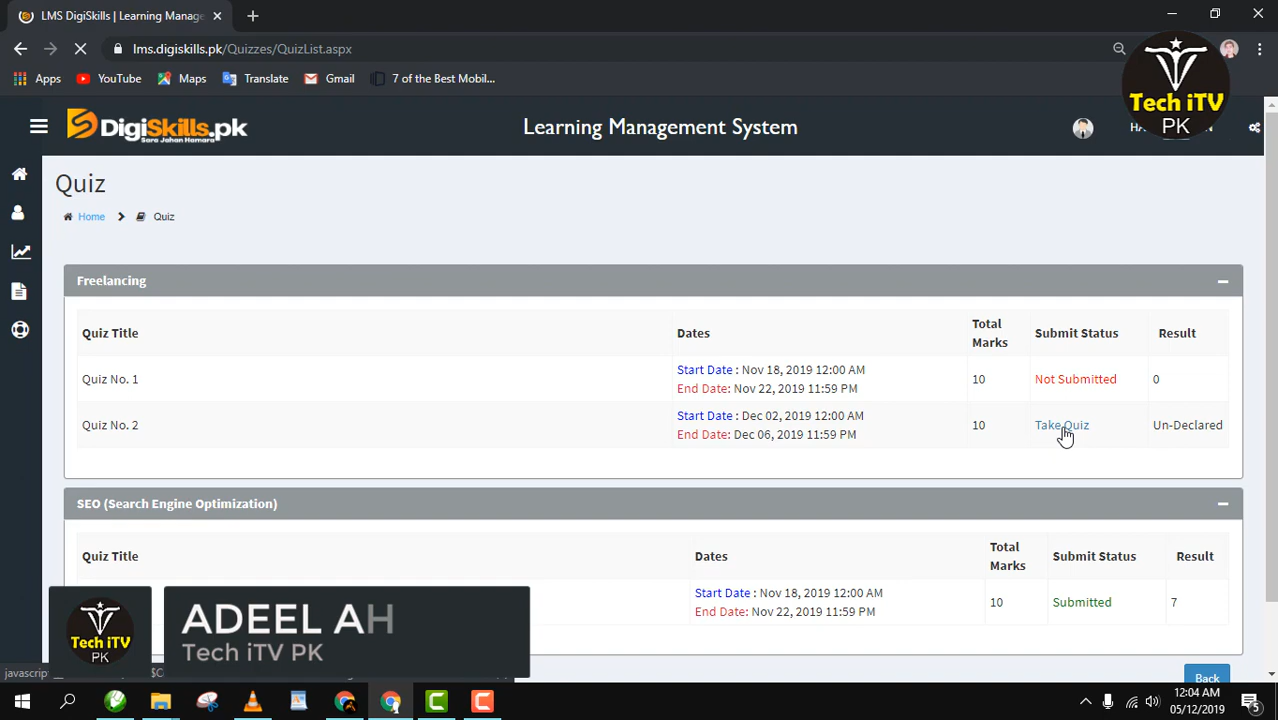 LMS DigiSkills | Learning Manage
lms.digiskills.pk/Quizzes/QuizList.aspx
Apps
YouTube
Maps
Translate
Gmail
7 of the Best Mobil...
Tech iTV
PK
DigiSkills.pk
Learning Management System
Quiz
Home
Quiz
Freelancing
Quiz Title
Dates
Total Marks
Submit Status
Result
Quiz No. 1
Start Date : Nov 18, 2019 12:00 AM
End Date: Nov 22, 2019 11:59 PM
10
Not Submitted
0
Quiz No. 2
Start Date : Dec 02, 2019 12:00 AM
End Date: Dec 06, 2019 11:59 PM
10
Take Quiz
Un-Declared
SEO (Search Engine Optimization)
Quiz Title
Dates
Total Marks
Submit Status
Result
Start Date : Nov 18, 2019 12:00 AM
End Date: Nov 22, 2019 11:59 PM
10
Submitted
7
Tech iTV
PK
ADEEL AH
Tech iTV PK
javascript
Back
12:04 AM
05/12/2019
5